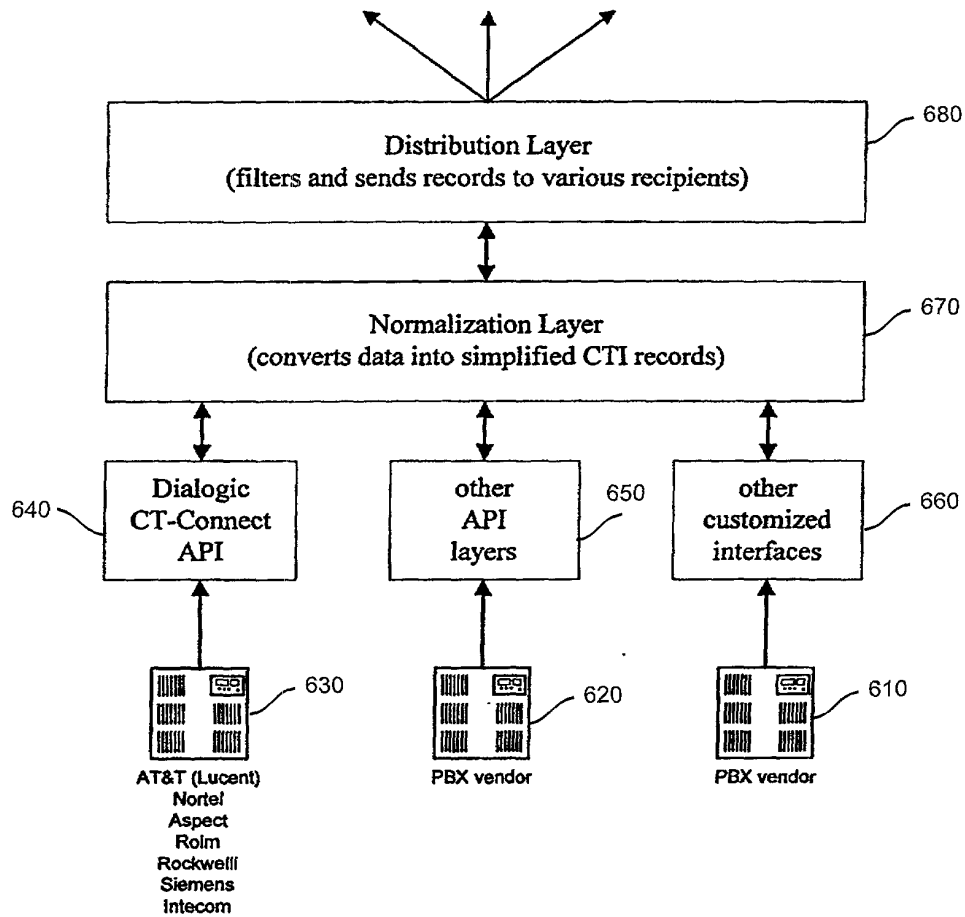 680
Distribution Layer
(filters and sends records to various recipients)
670
Normalization Layer
(converts data into simplified CTI records)
640
Dialogic
CT-Connect
API
650
other
API
layers
660
other
customized
interfaces
630
620
610
AT&T (Lucent)
Nortel
Aspect
Rolm
Rockwelll
Siemens
Intecom
PBX vendor
PBX vendor